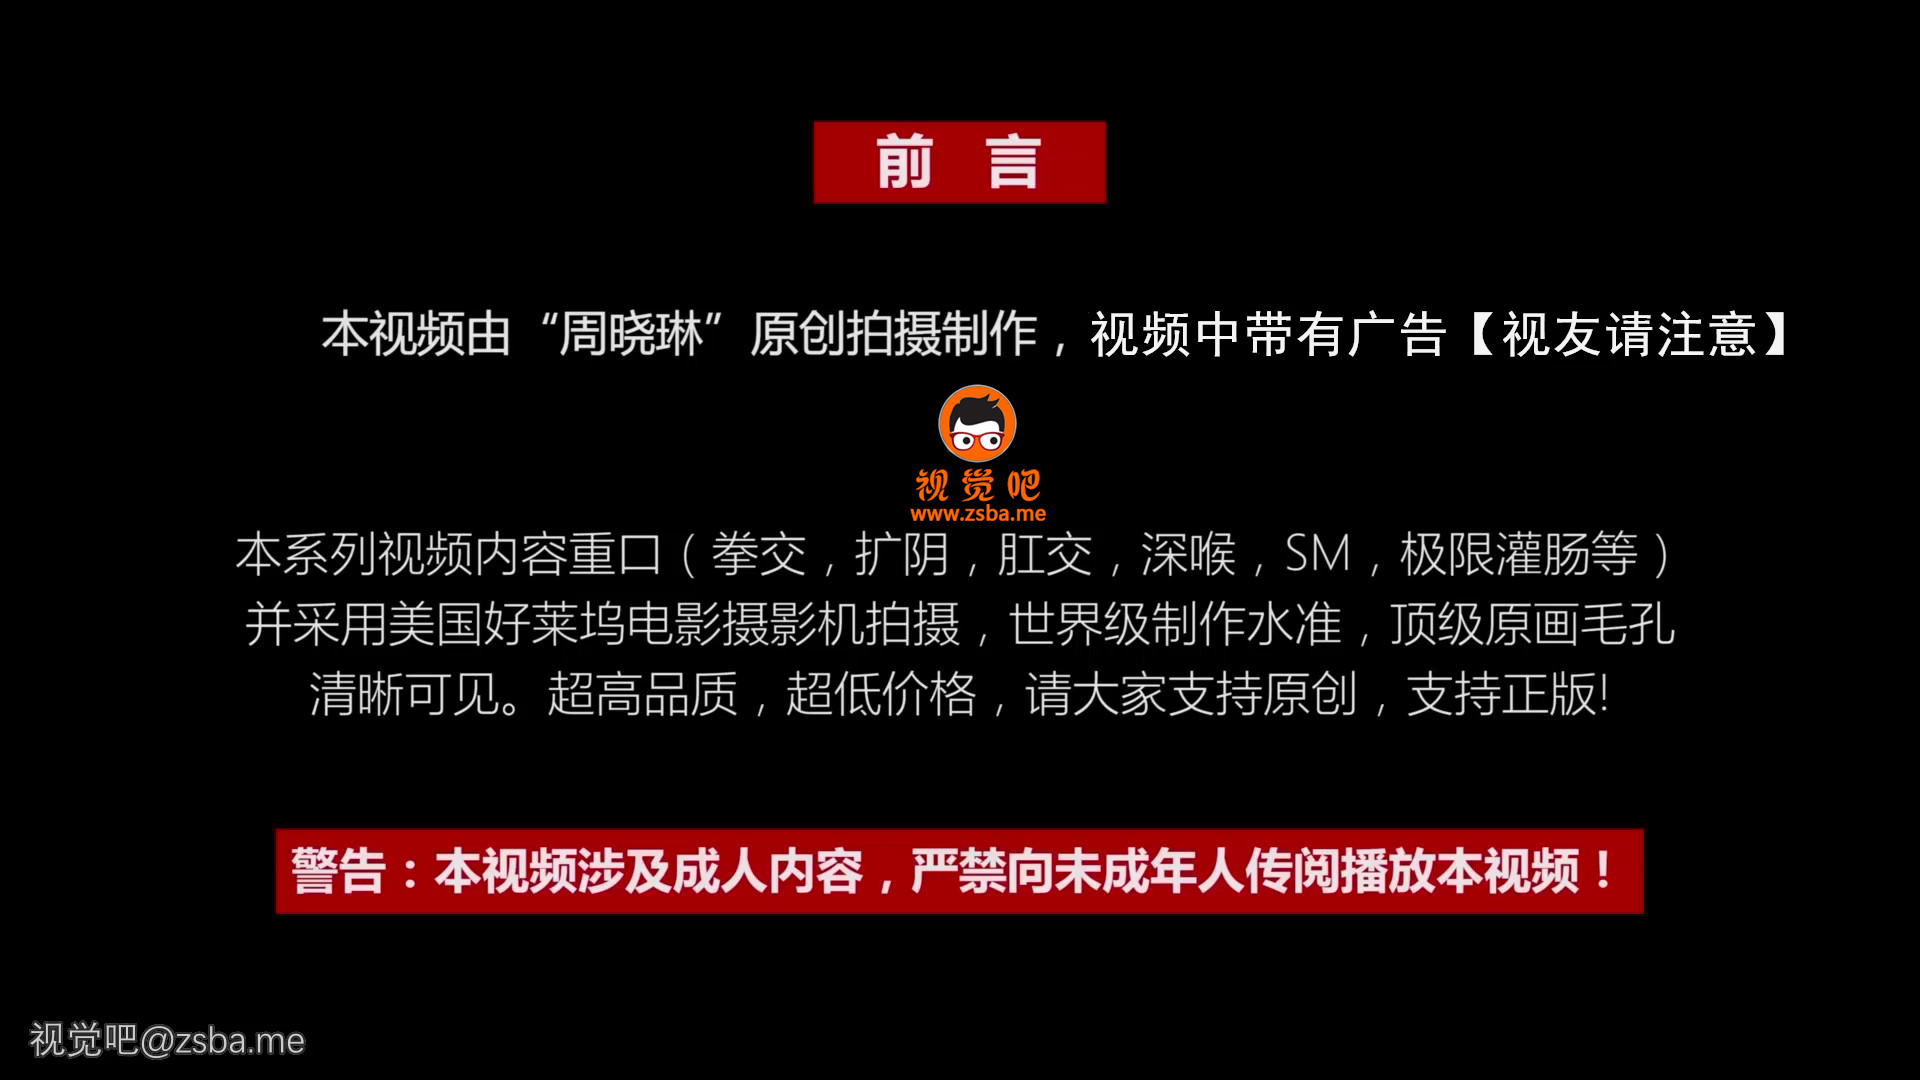 前言
本视频由“周晓琳”原创拍摄制作，视频中带有广告【视友请注意】
视觉吧
www.zsba.me
本系列视频内容重口（拳交，扩阴，肛交，深喉，SM，极限灌肠等）
并采用美国好莱坞电影摄影机拍摄，世界级制作水准，顶级原画毛孔
清晰可见。超高品质，超低价格，请大家支持原创，支持正版!
警告：本视频涉及成人内容，严禁向未成年人传阅播放本视频！
视觉吧@zsba.me